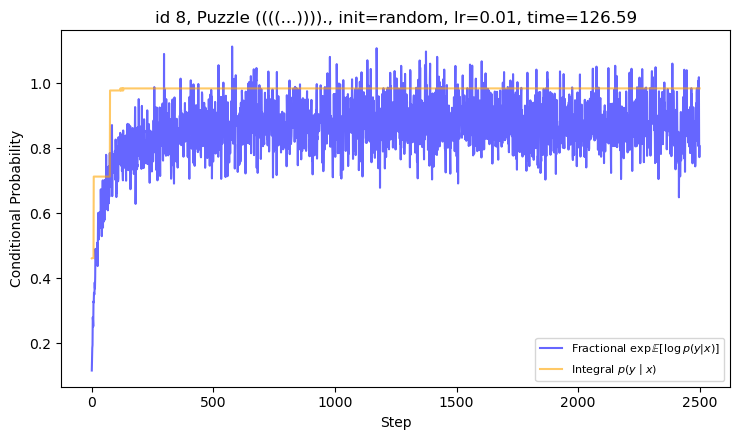 id 8, Puzzle ((((...))))., init=random, lr=0.01, time=126.59
Conditional Probability
1.0
0.8
0.6
0.4
0.2
0
500
1000
1500
2000
2500
Step
Fractional exp𝔼[log p(y|x)]
Integral p(y | x)